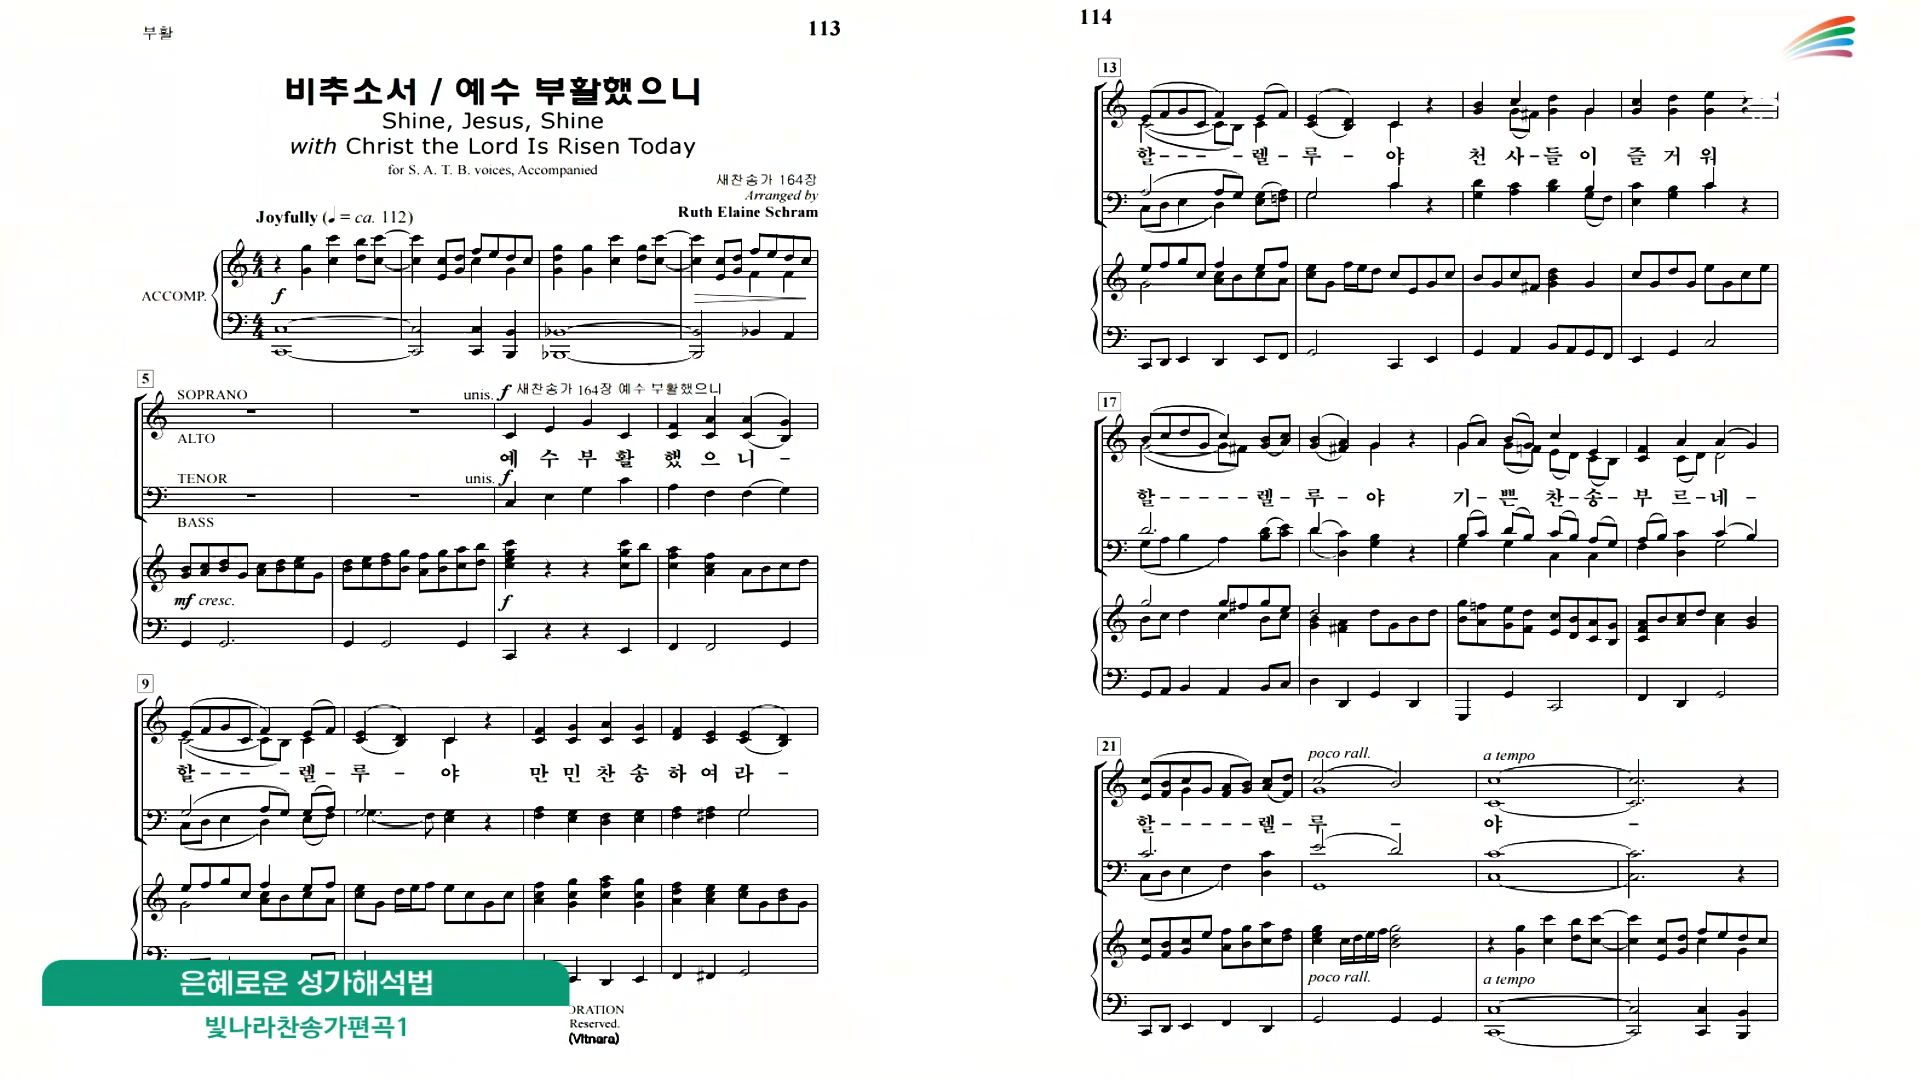 부활
113
비추소서 / 예수 부활했으니
Shine, Jesus, Shine
with Christ the Lord Is Risen Today
for S. A. T. B. voices, Accompanied
새찬송가 164장
Arranged by
Ruth Elaine Schram
Joyfully (♩ = ca. 112)
ACCOMP.
f
5
SOPRANO
unis. f 새찬송가 164장 예수 부활했으니
ALTO
예 수 부 활 했 으 니 -
TENOR
unis. f
BASS
mf cresc.
f
9
할 - - - - 렐 - 루 - 야 만 민 찬 송 하 여 라 -
ORATION
Reserved.
(Vitnara)
은혜로운 성가해석법
빛나라찬송가편곡1
114
13
할 - - - - 렐 - 루 - 야 천 사 - 들 이 즐 거 워
17
할 - - - - - 렐 - 루 - 야 기 - 쁜 찬 - 송 - 부 르 - 네 -
21
poco rall.
a tempo
할 - - - - - 렐 - 루 - 야 -
poco rall.
a tempo